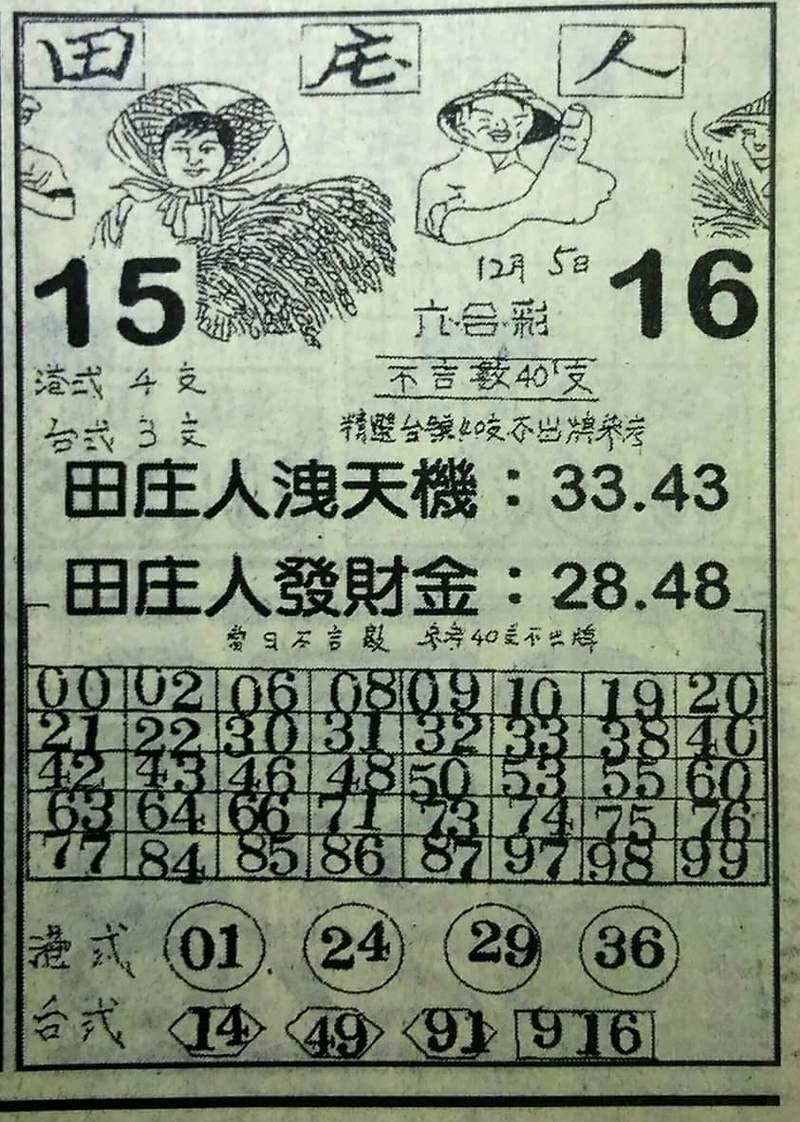 田 庄 人
15 12月 5日 16
六合彩
港式 4支 不言數40支
台式 3支 精選台號40支不出牌參考
田庄人洩天機：33.43
田庄人發財金：28.48
當日不言數 參考40支不出牌
00 02 06 08 09 10 19 20
21 22 30 31 32 33 38 40
42 43 46 48 50 53 55 60
63 64 66 71 73 74 75 76
77 84 85 86 87 97 98 99
港式 01 24 29 36
台式 14 49 91 916